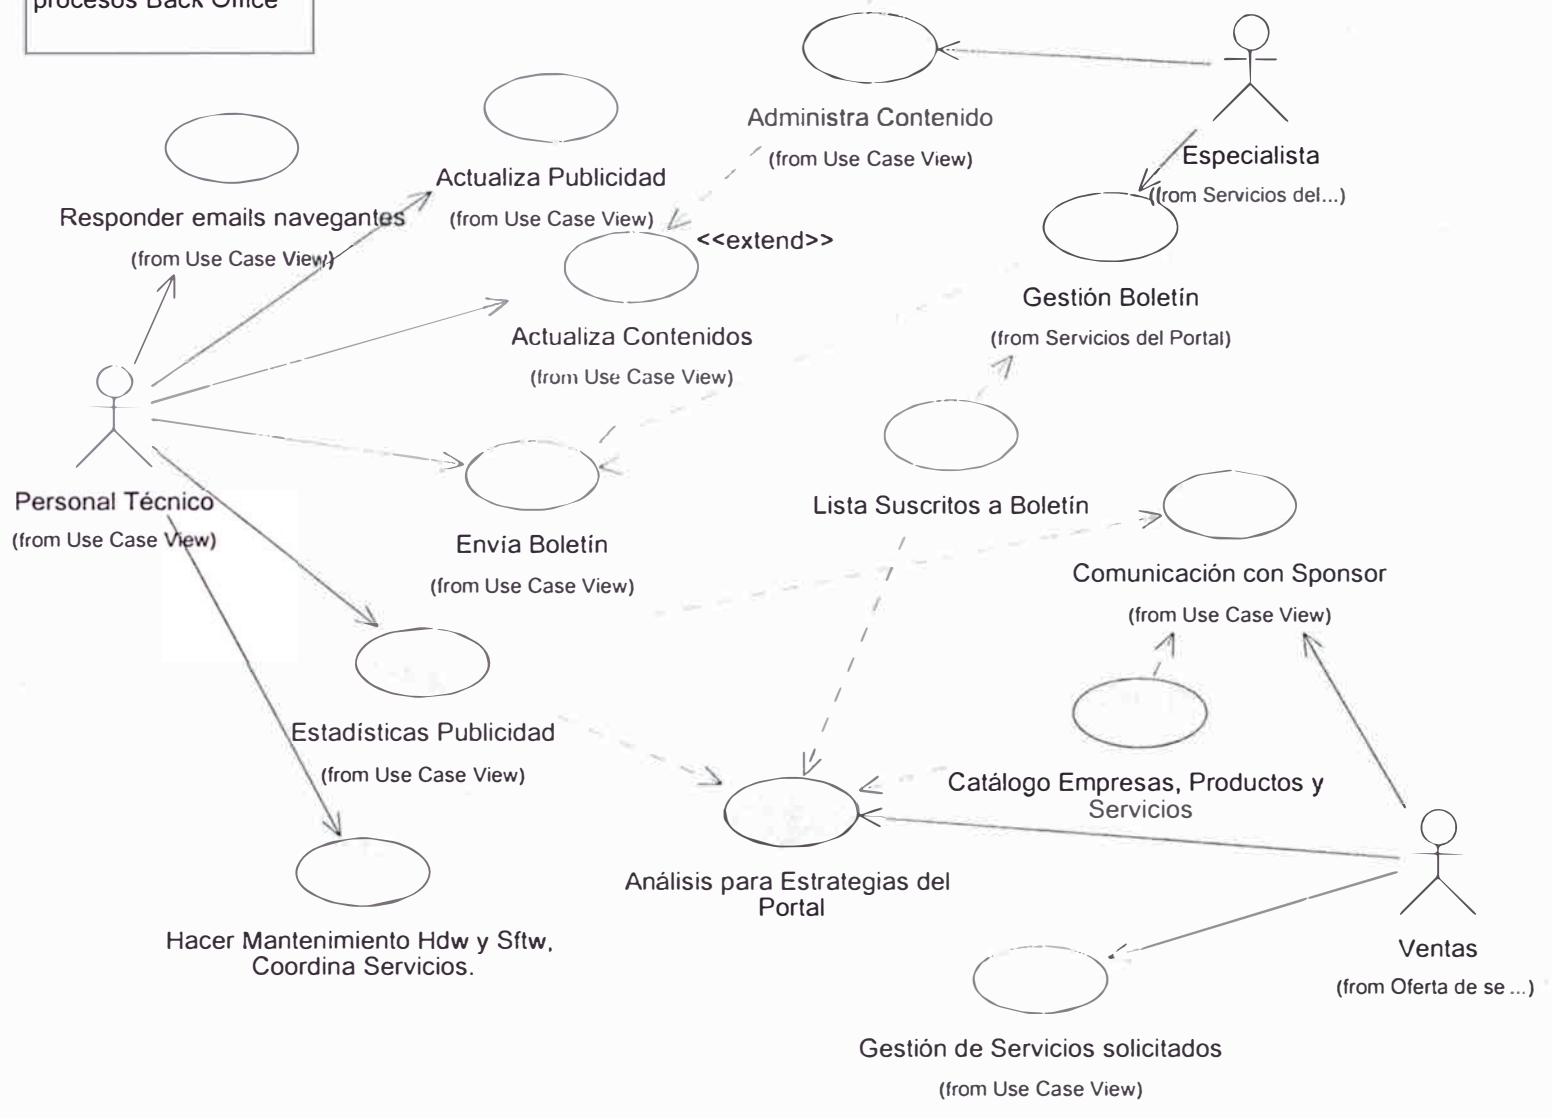 procesos Back Office
Administra Contenido
(from Use Case View)
Especialista
(from Servicios del...)
Actualiza Publicidad
(from Use Case View)
Responder emails navegantes
(from Use Case View)
<<extend>>
Actualiza Contenidos
(from Use Case View)
Gestión Boletín
(from Servicios del Portal)
Personal Técnico
(from Use Case View)
Envía Boletín
(from Use Case View)
Lista Suscritos a Boletín
Comunicación con Sponsor
(from Use Case View)
Estadísticas Publicidad
(from Use Case View)
Catálogo Empresas, Productos y
Servicios
Análisis para Estrategias del
Portal
Hacer Mantenimiento Hdw y Sftw,
Coordina Servicios.
Ventas
(from Oferta de se...)
Gestión de Servicios solicitados
(from Use Case View)